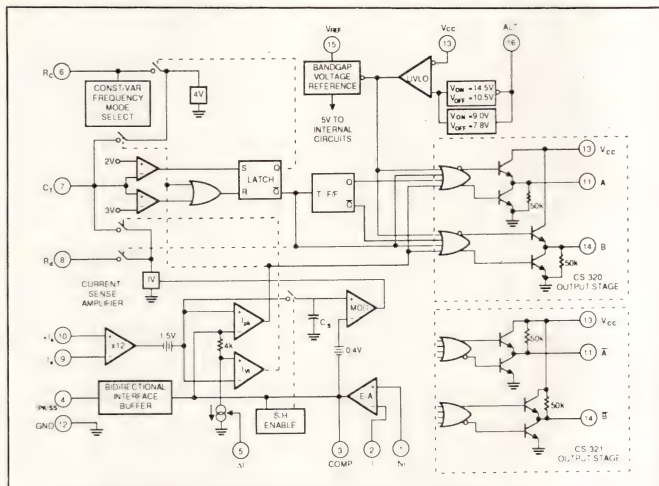 VREF
15
VCC
13
16
RC
6
CONST-VAR
FREQUENCY
MODE
SELECT
4V
BANDGAP
VOLTAGE
REFERENCE
UVLO
VON = 14.5V
VOFF = 10.5V
VON = 9.0V
VOFF = 7.8V
5V TO
INTERNAL
CIRCUITS
13 VCC
2V
CT
7
3V
S Q
LATCH
R Q
T F/F
Q
Q
11 A
50k
14 B
50k
CS 320
OUTPUT STAGE
Rd
8
CURRENT
SENSE
AMPLIFIER
1V
10
9
x12
1.5V
Ipk
4k
CS
MOD
0.4V
13 VCC
50k
11 A
50k
14 B
CS 321
OUTPUT STAGE
4
BIDIRECTIONAL
INTERFACE
BUFFER
GND 12
S/H
ENABLE
E-A
5
3
COMP
2
1